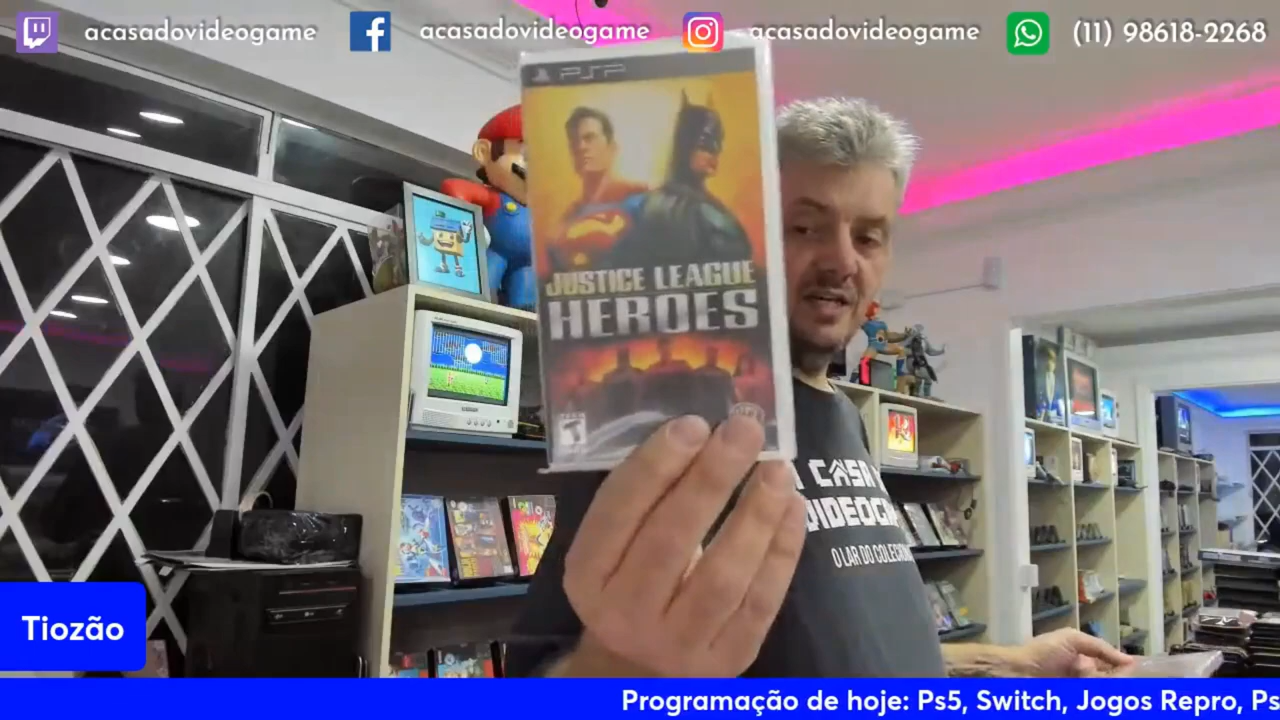 acasadovideogame
acasadovideogame
acasadovideogame
(11) 98618-2268
PSP
JUSTICE LEAGUE
HEROES
T
CASA
VIDEOGA
O LAR DO COLECION
Tiozão
Programação de hoje: Ps5, Switch, Jogos Repro, Ps